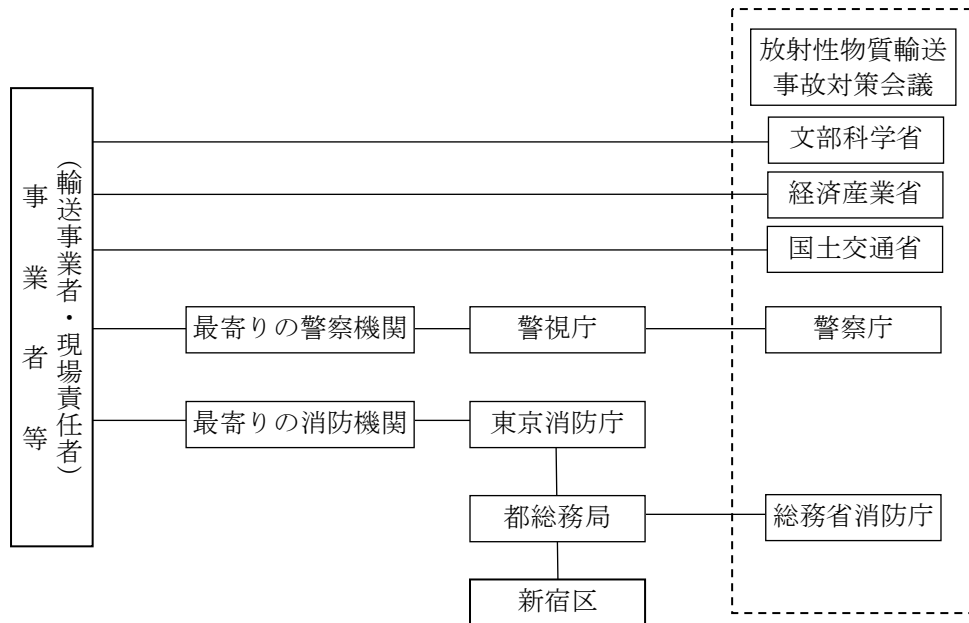 放射性物質輸送
事故対策会議
事業者等
(輸送事業者・現場責任者)
文部科学省
経済産業省
国土交通省
最寄りの警察機関
警視庁
警察庁
最寄りの消防機関
東京消防庁
都総務局
総務省消防庁
新宿区